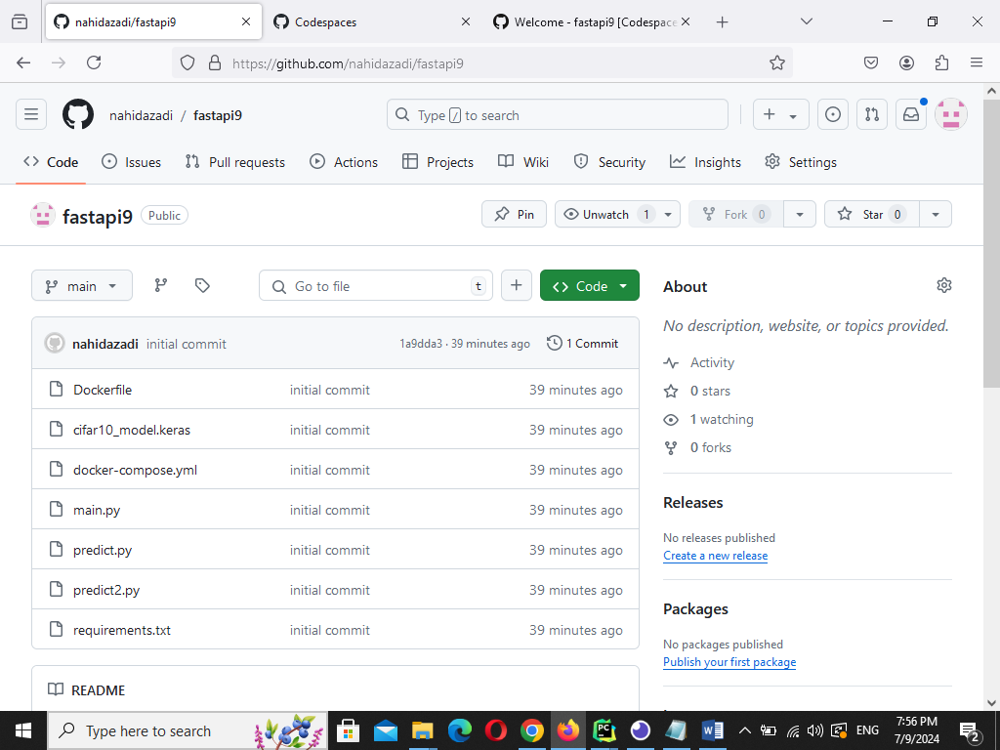 nahidazadi/fastapi9
Codespaces
Welcome - fastapi9 [Codespace
https://github.com/nahidazadi/fastapi9
nahidazadi / fastapi9
Type / to search
Code
Issues
Pull requests
Actions
Projects
Wiki
Security
Insights
Settings
fastapi9 Public
Pin
Unwatch 1
Fork 0
Star 0
main
Go to file t
Code
nahidazadi initial commit 1a9dda3 · 39 minutes ago 1 Commit
Dockerfile initial commit 39 minutes ago
cifar10_model.keras initial commit 39 minutes ago
docker-compose.yml initial commit 39 minutes ago
main.py initial commit 39 minutes ago
predict.py initial commit 39 minutes ago
predict2.py initial commit 39 minutes ago
requirements.txt initial commit 39 minutes ago
README
About
No description, website, or topics provided.
Activity
0 stars
1 watching
0 forks
Releases
No releases published
Create a new release
Packages
No packages published
Publish your first package
Type here to search
PC
W
ENG
7:56 PM
7/9/2024
2